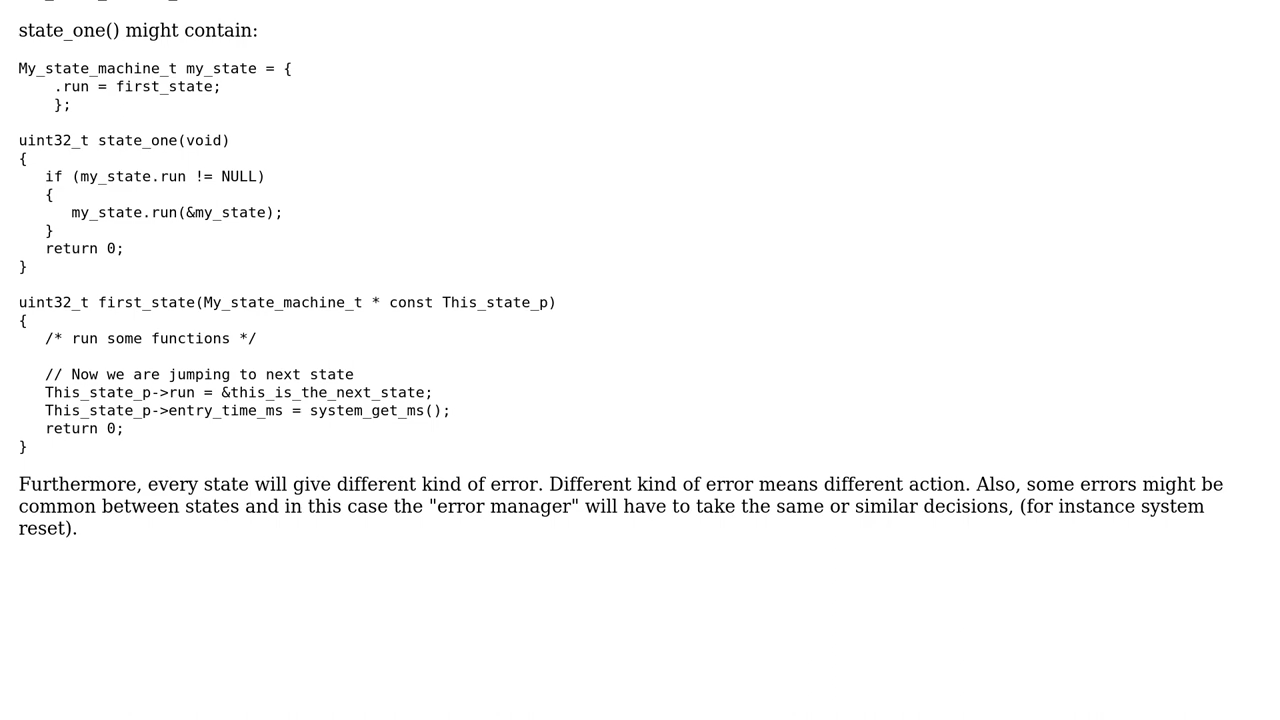 state_one() might contain:
My_state_machine_t my_state = {
    .run = first_state;
    };
uint32_t state_one(void)
{
   if (my_state.run != NULL)
   {
      my_state.run(&my_state);
   }
   return 0;
}
uint32_t first_state(My_state_machine_t * const This_state_p)
{
   /* run some functions */
   // Now we are jumping to next state
   This_state_p->run = &this_is_the_next_state;
   This_state_p->entry_time_ms = system_get_ms();
   return 0;
}
Furthermore, every state will give different kind of error. Different kind of error means different action. Also, some errors might be
common between states and in this case the "error manager" will have to take the same or similar decisions, (for instance system
reset).